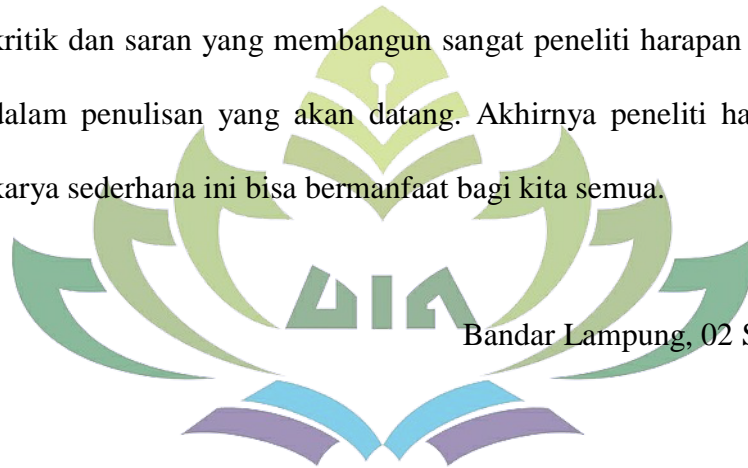 kritik dan saran yang membangun sangat peneliti harapan
dalam penulisan yang akan datang. Akhirnya peneliti ha
karya sederhana ini bisa bermanfaat bagi kita semua.
UIN
Bandar Lampung, 02 S